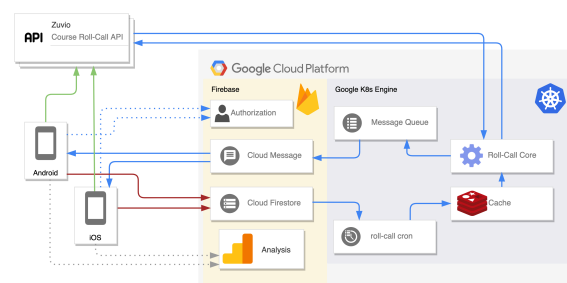 Zuvio
API
Course Roll-Call API
Google Cloud Platform
Firebase
Google K8s Engine
Authorization
Message Queue
Cloud Message
Roll-Call Core
Android
Cloud Firestore
Cache
iOS
roll-call cron
Analysis